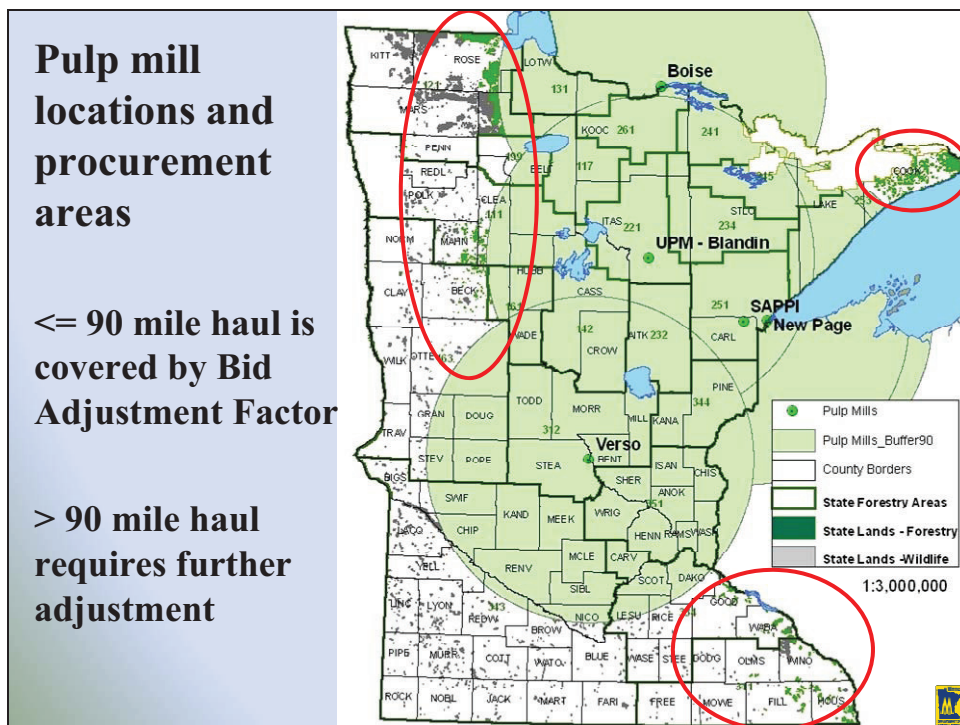 Pulp mill
locations and
procurement
areas
<= 90 mile haul is
covered by Bid
Adjustment Factor
> 90 mile haul
requires further
adjustment
KITT
ROSE
LOTW
Boise
121
131
MARS
KOOC
261
241
PENN
BELT
117
COOK
REDL
POLK
CLEA
LAKE
253
111
ITAS
221
STLO
234
NORM
MAHN
UPM - Blandin
HUBB
CLAY
BECK
CASS
251
SAPPI
New Page
142
AITK
232
CARL
WADE
CROW
WILK
OTTE
PINE
GRAN
DOUG
TODD
MORR
MILL
KANA
344
312
TRAV
Verso
STEV
POPE
STEA
BENT
ISAN
CHIS
BIGS
SHER
ANOK
SWIF
KAND
MEEK
WRIG
HENN
RAMS
WASH
LACQ
CHIP
MCLE
CARV
RENV
SCOT
DAKO
YELL
SIBL
GOOD
LINC
LYON
REDW
NICO
LESU
RICE
WABA
BROW
PIPE
MURR
COTT
WATO
BLUE
WASE
STEE
DODG
OLMS
WINO
ROCK
NOBL
JACK
MART
FARI
FREE
MOWE
FILL
HOUS
Pulp Mills
Pulp Mills_Buffer90
County Borders
State Forestry Areas
State Lands - Forestry
State Lands -Wildlife
1:3,000,000